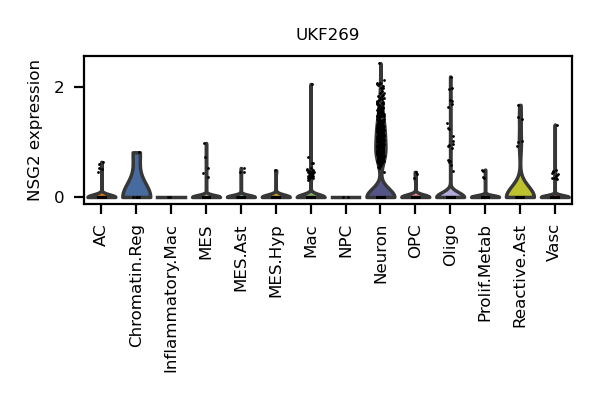 UKF269
NSG2 expression
2
0
AC
Chromatin.Reg
Inflammatory.Mac
MES
MES.Ast
MES.Hyp
Mac
NPC
Neuron
OPC
Oligo
Prolif.Metab
Reactive.Ast
Vasc